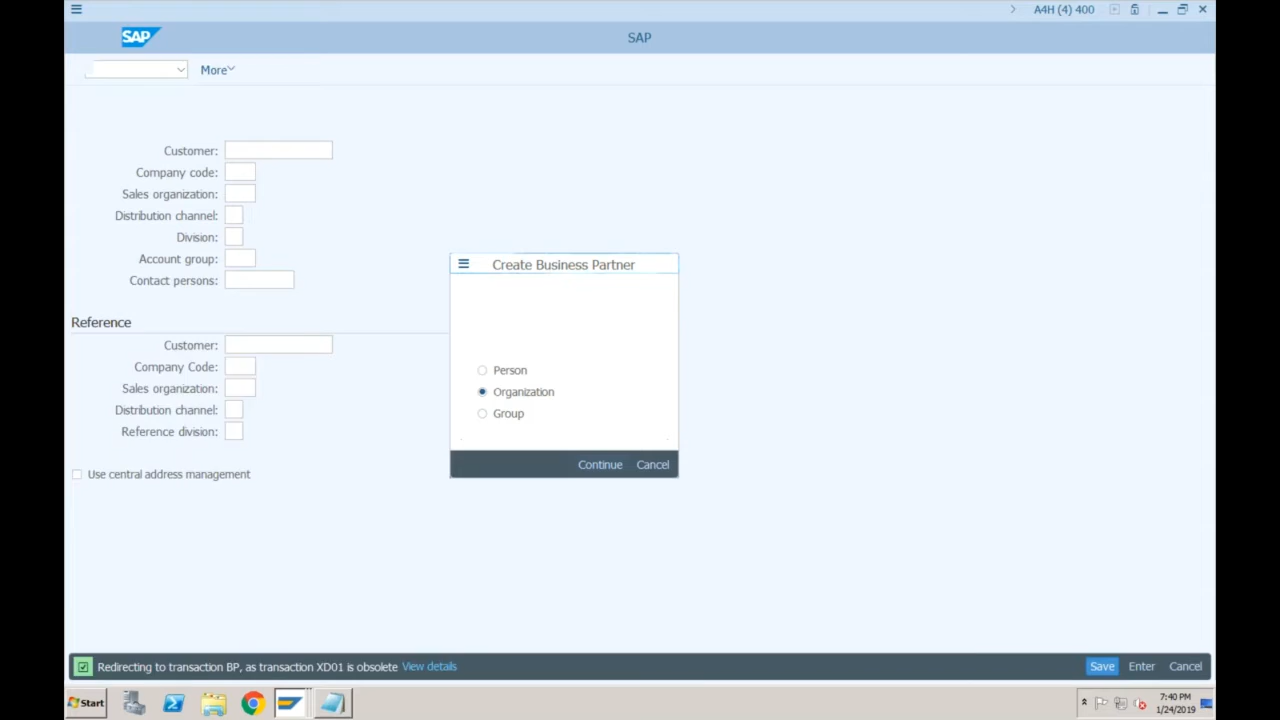 A4H (4) 400
SAP
SAP
More
Customer:
Company code:
Sales organization:
Distribution channel:
Division:
Account group:
Contact persons:
Reference
Customer:
Company Code:
Sales organization:
Distribution channel:
Reference division:
Use central address management
Create Business Partner
Person
Organization
Group
Continue Cancel
Redirecting to transaction BP, as transaction XD01 is obsolete View details
Save Enter Cancel
Start
7:40 PM
1/24/2019